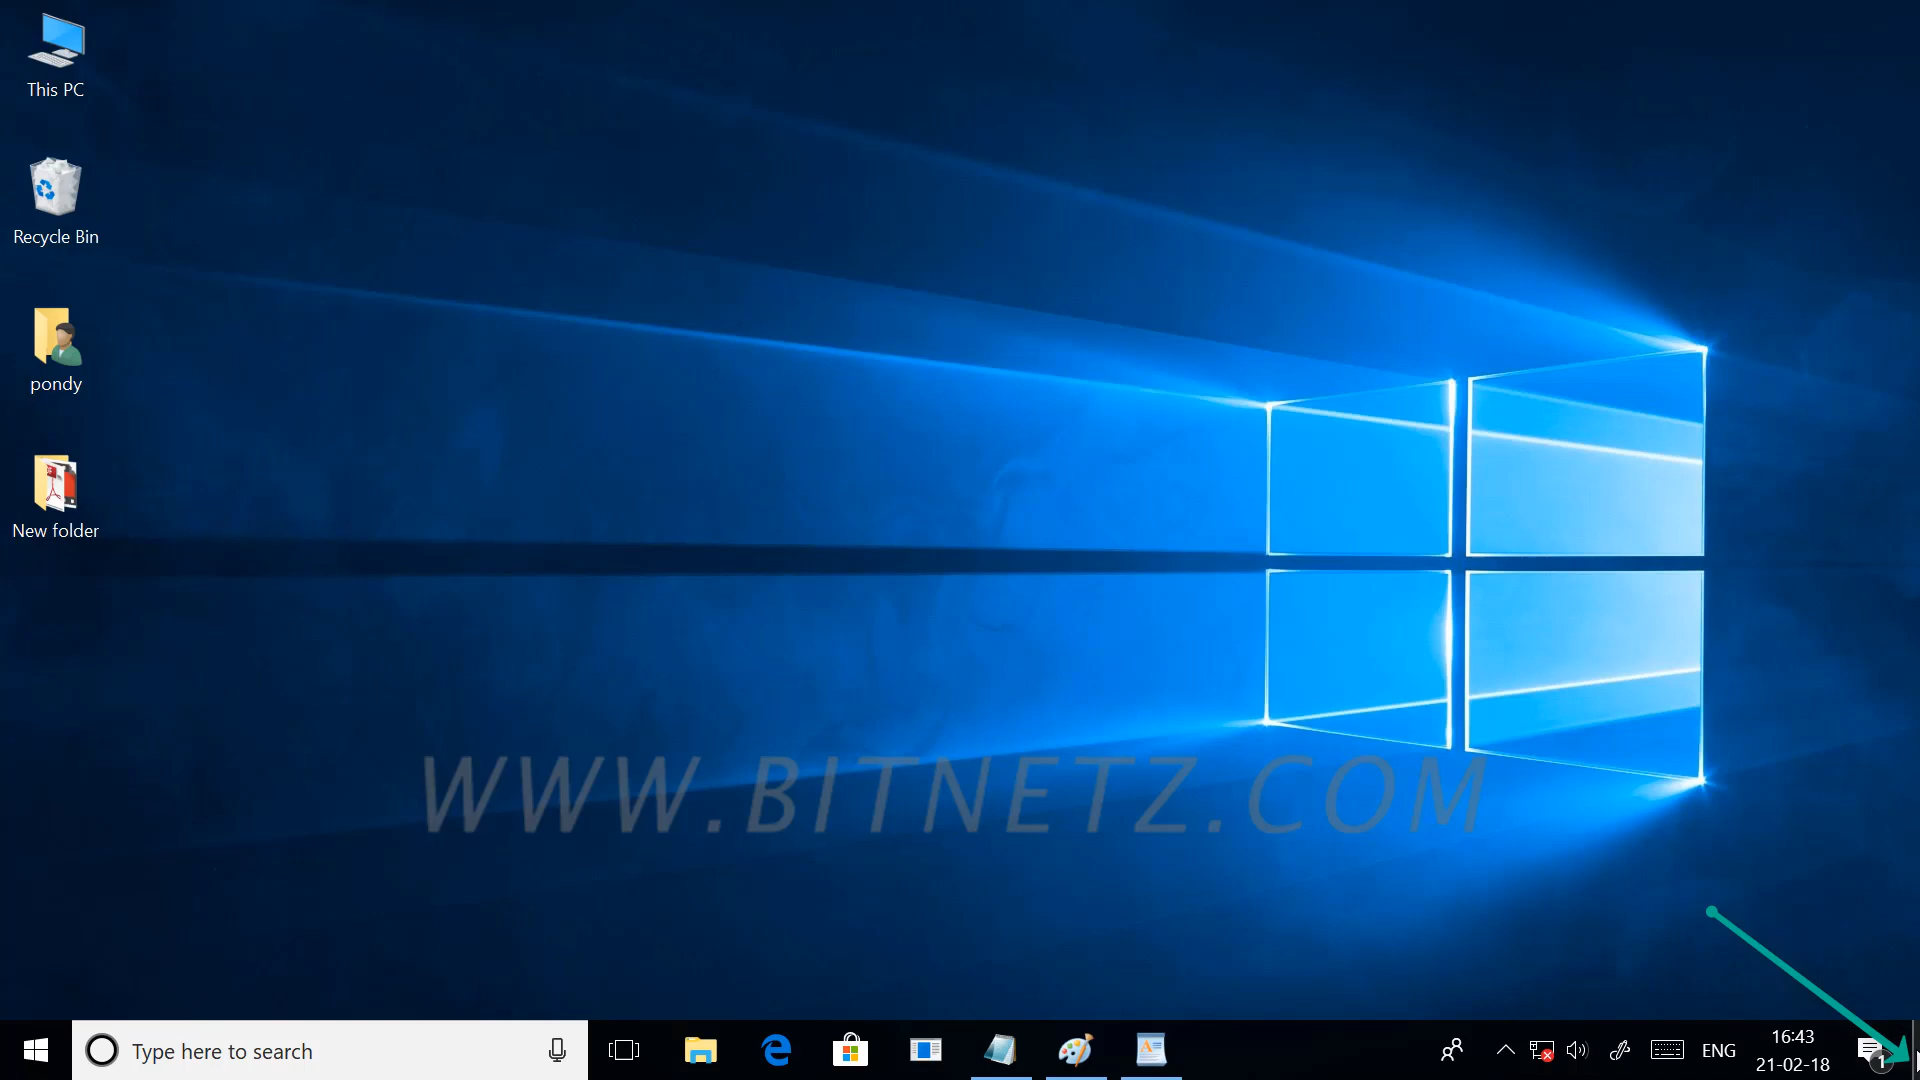 This PC
Recycle Bin
pondy
New folder
WWW.BITNETZ.COM
Type here to search
ENG
16:43
21-02-18
1